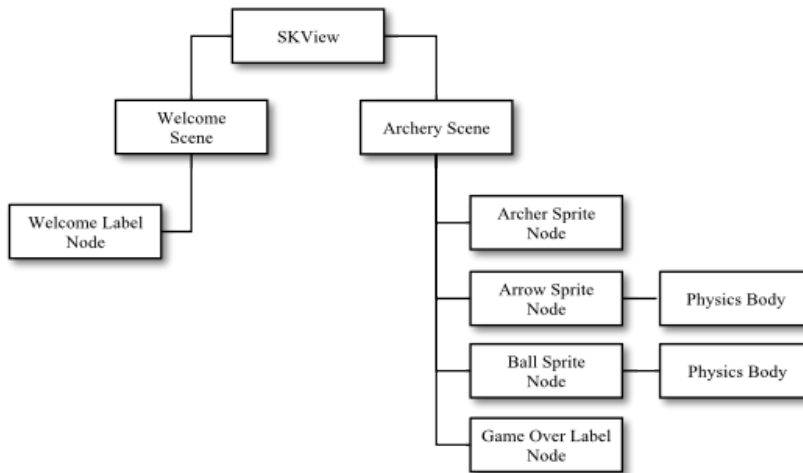 SKView
Welcome
Scene
Archery Scene
Welcome Label
Node
Archer Sprite
Node
Arrow Sprite
Node
Physics Body
Ball Sprite
Node
Physics Body
Game Over Label
Node